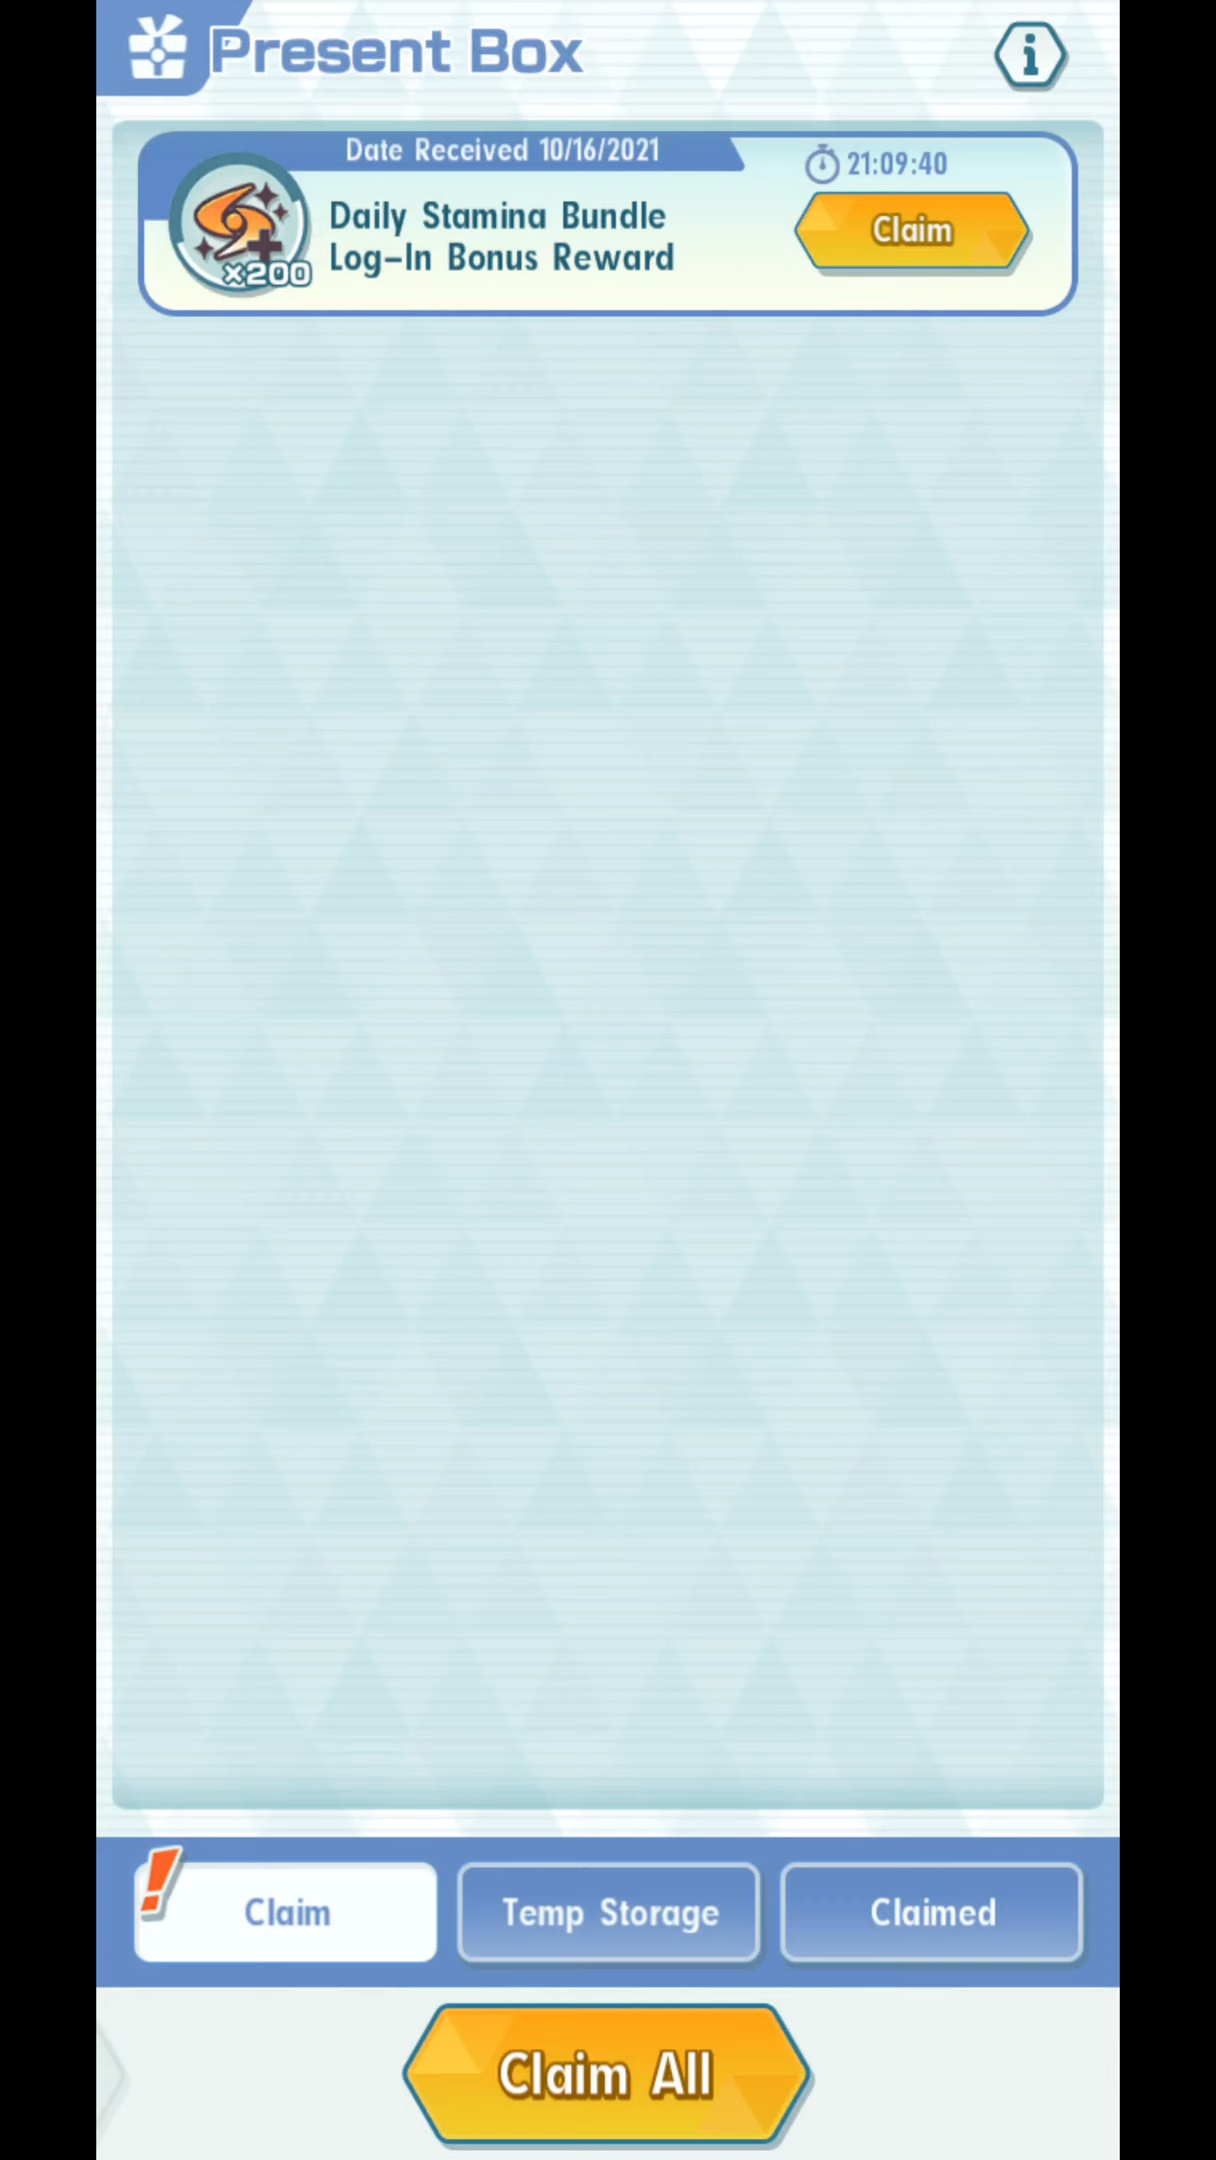 Present Box
Date Received 10/16/2021
21:09:40
Daily Stamina Bundle
Log-In Bonus Reward
Claim
x200
Claim
Temp Storage
Claimed
Claim All